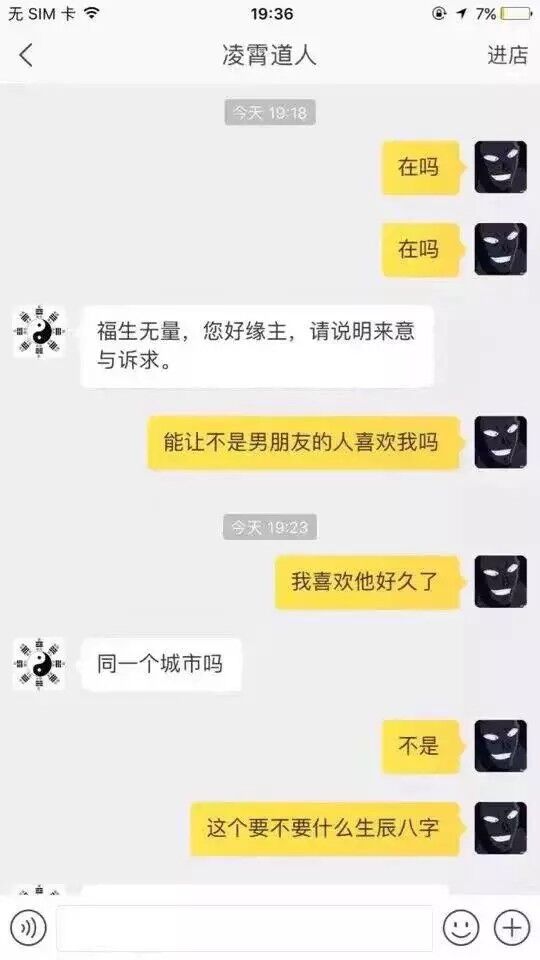 无 SIM 卡
19:36
7%
凌霄道人
进店
今天 19:18
在吗
在吗
福生无量，您好缘主，请说明来意
与诉求。
能让不是男朋友的人喜欢我吗
今天 19:23
我喜欢他好久了
同一个城市吗
不是
这个要不要什么生辰八字